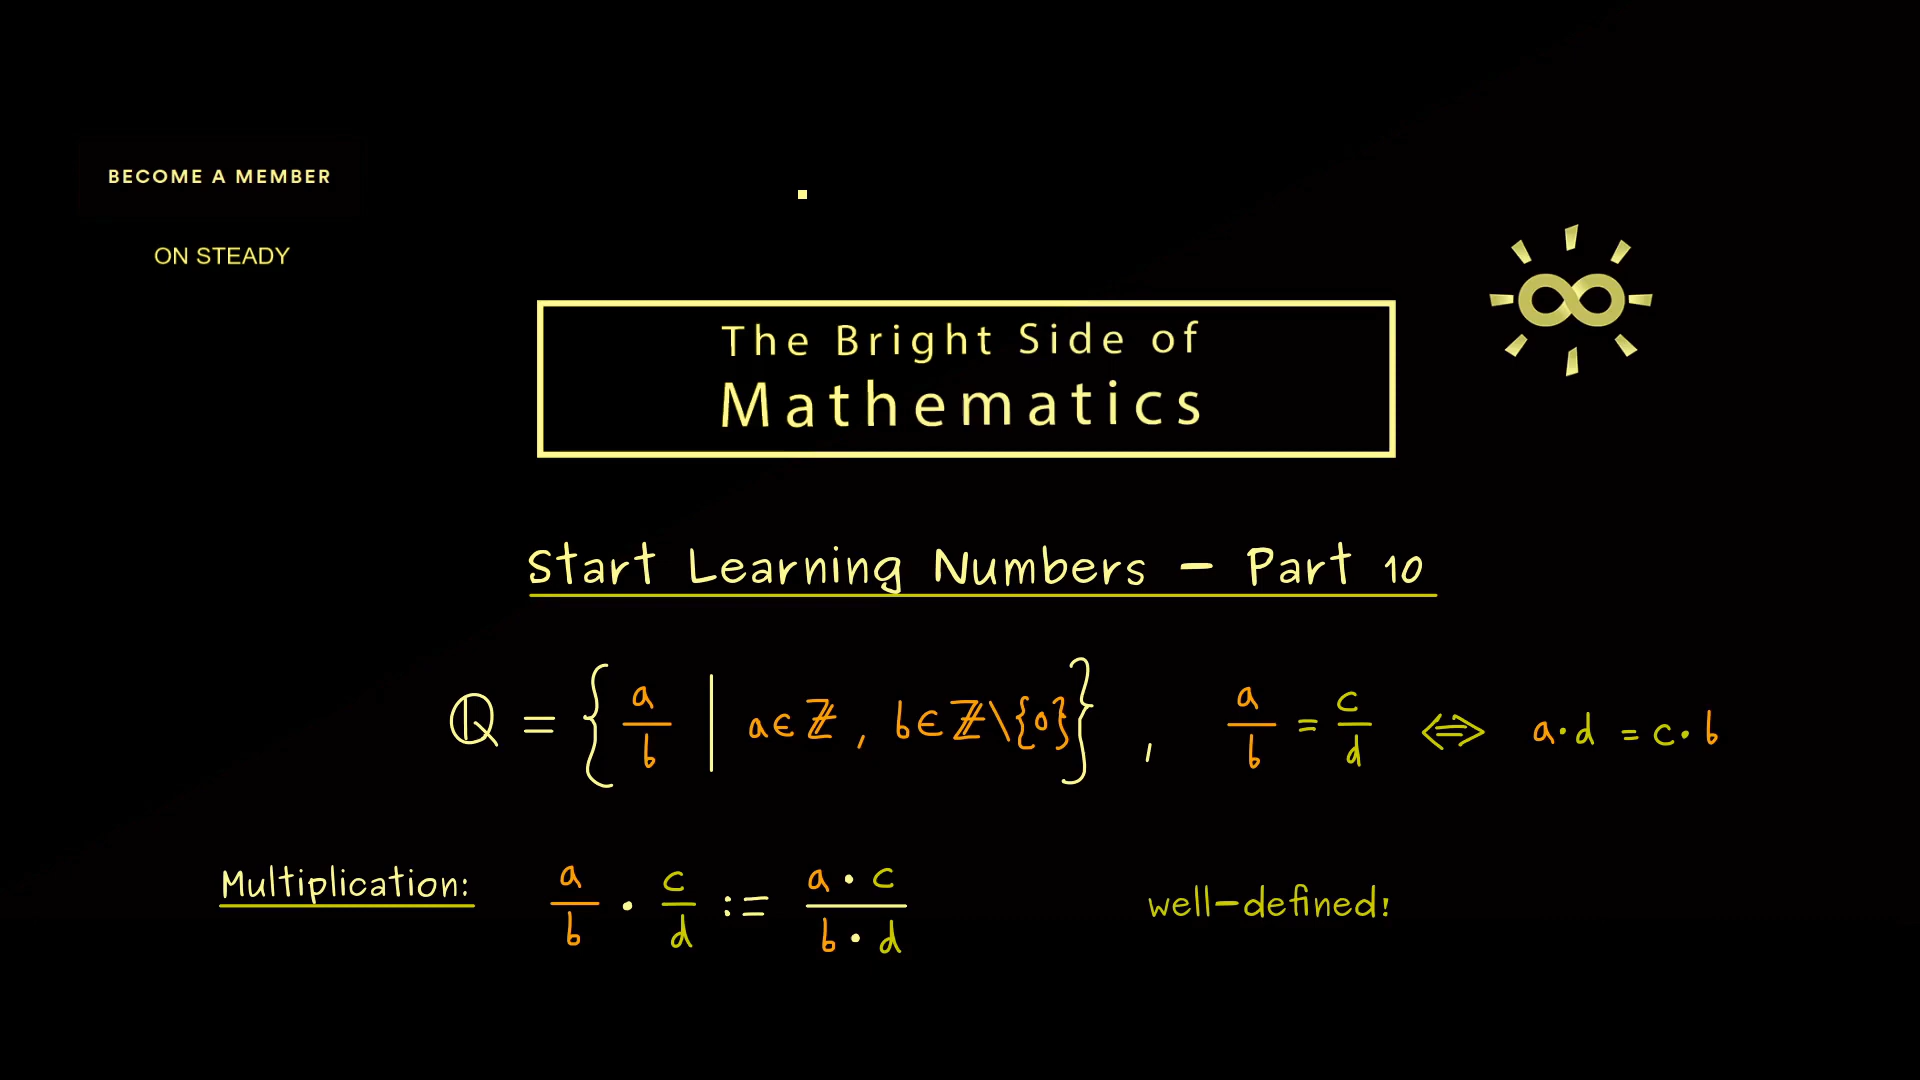 BECOME A MEMBER
ON STEADY
The Bright Side of
Mathematics
Start Learning Numbers – Part 10
ℚ = { a/b | a∈ℤ, b∈ℤ\{0} } , a/b = c/d ⟺ a·d = c·b
Multiplication: a/b · c/d := a·c/b·d well-defined!